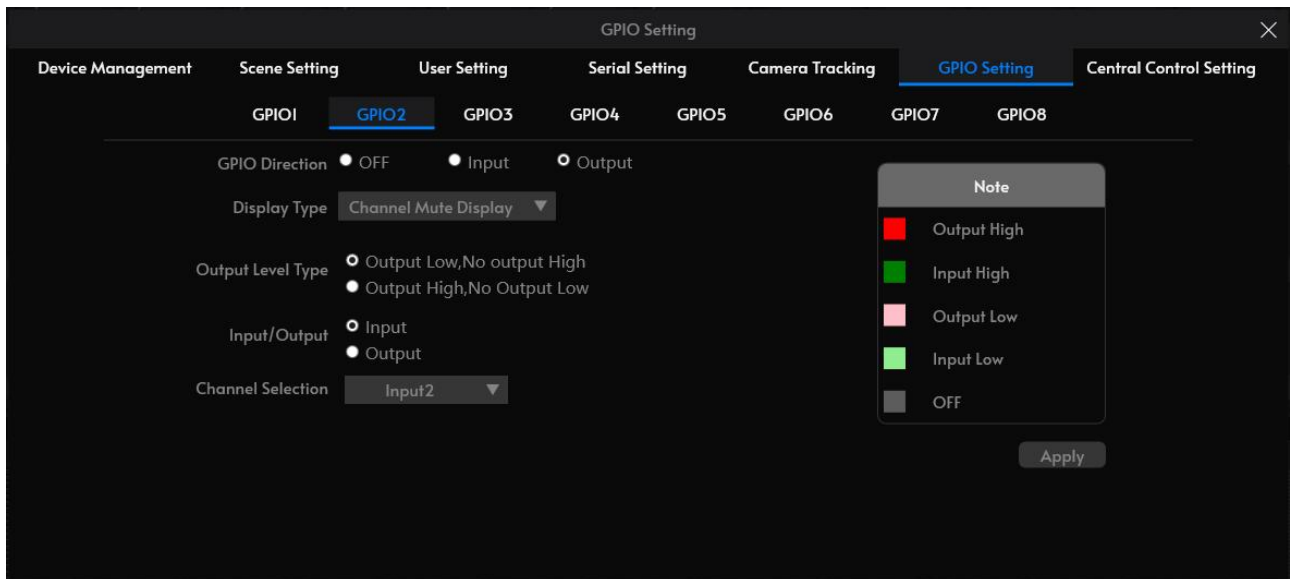 GPIO Setting
Device Management Scene Setting User Setting Serial Setting Camera Tracking GPIO Setting Central Control Setting
GPIO1 GPIO2 GPIO3 GPIO4 GPIO5 GPIO6 GPIO7 GPIO8
GPIO Direction OFF Input Output
Display Type Channel Mute Display
Output Level Type Output Low,No output High
Output High,No Output Low
Input/Output Input
Output
Channel Selection Input2
Note
Output High
Input High
Output Low
Input Low
OFF
Apply